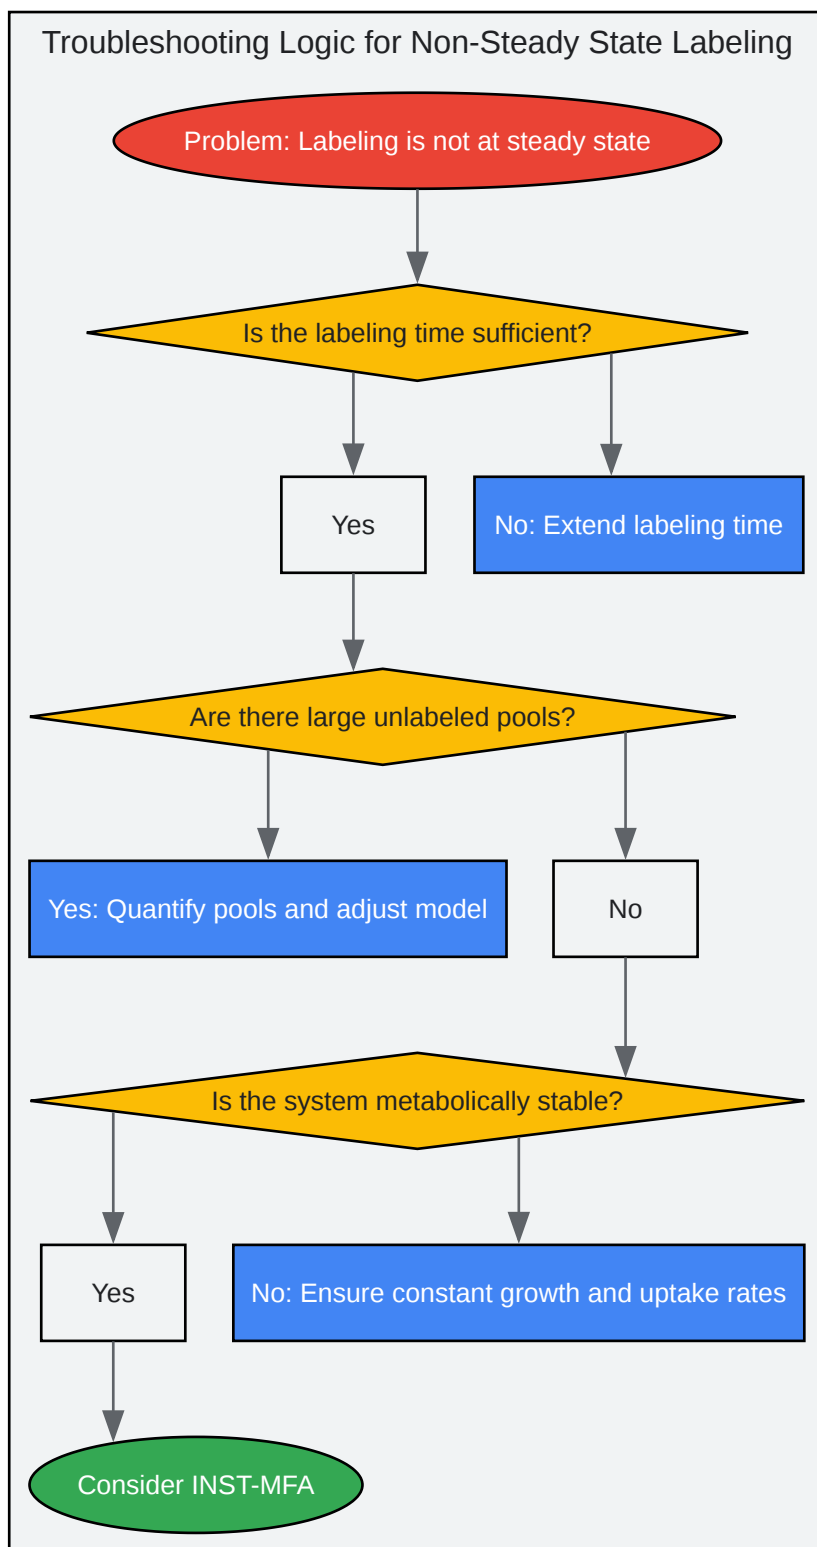 Troubleshooting Logic for Non-Steady State Labeling
Problem: Labeling is not at steady state
Is the labeling time sufficient?
Yes
No: Extend labeling time
Are there large unlabeled pools?
Yes: Quantify pools and adjust model
No
Is the system metabolically stable?
Yes
No: Ensure constant growth and uptake rates
Consider INST-MFA